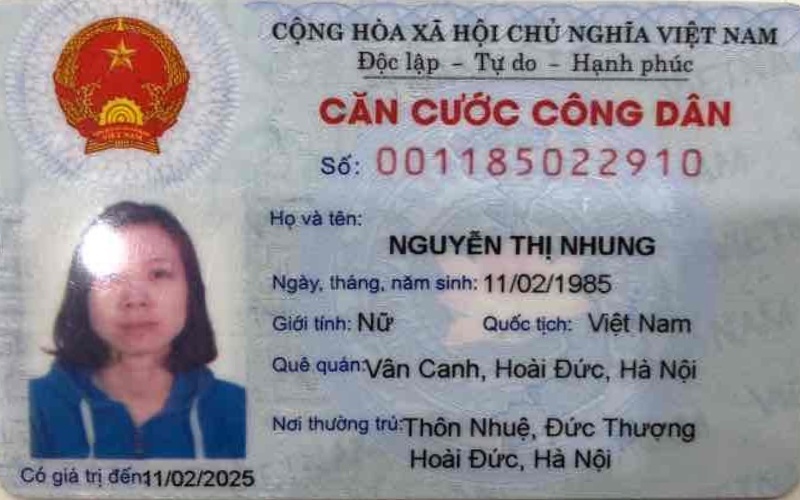 CỘNG HÒA XÃ HỘI CHỦ NGHĨA VIỆT NAM
Độc lập – Tự do – Hạnh phúc
CĂN CƯỚC CÔNG DÂN
Số: 001185022910
Họ và tên:
NGUYỄN THỊ NHUNG
Ngày, tháng, năm sinh: 11/02/1985
Giới tính: Nữ Quốc tịch: Việt Nam
Quê quán: Vân Canh, Hoài Đức, Hà Nội
Nơi thường trú: Thôn Nhuệ, Đức Thượng
Hoài Đức, Hà Nội
Có giá trị đến 11/02/2025